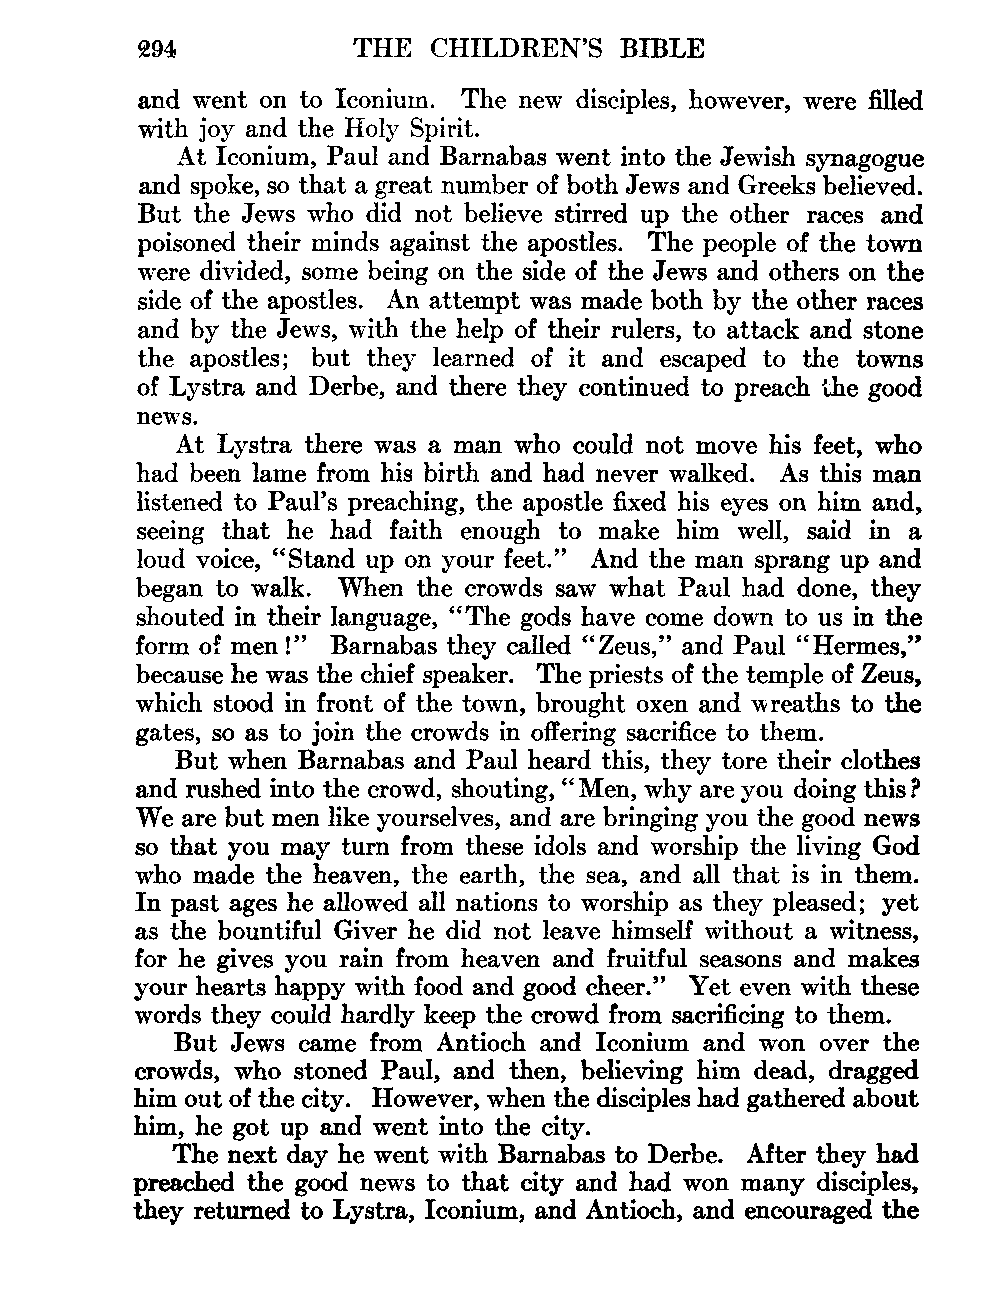 294 THE CHILDREN'S BIBLE
and went on to Iconium. The new disciples, however, were filled
with joy and the Holy Spirit.
At Iconium, Paul and Barnabas went into the Jewish synagogue
and spoke, so that a great number of both Jews and Greeks believed.
But the Jews who did not believe stirred up the other races and
poisoned their minds against the apostles. The people of the town
were divided, some being on the side of the Jews and others on the
side of the apostles. An attempt was made both by the other races
and by the Jews, with the help of their rulers, to attack and stone
the apostles; but they learned of it and escaped to the towns
of Lystra and Derbe, and there they continued to preach the good
news.
At Lystra there was a man who could not move his feet, who
had been lame from his birth and had never walked. As this man
listened to Paul's preaching, the apostle fixed his eyes on him and,
seeing that he had faith enough to make him well, said in a
loud voice, "Stand up on your feet." And the man sprang up and
began to walk. When the crowds saw what Paul had done, they
shouted in their language, "The gods have come down to us in the
form of men!" Barnabas they called "Zeus," and Paul "Hermes,"
because he was the chief speaker. The priests of the temple of Zeus,
which stood in front of the town, brought oxen and wreaths to the
gates, so as to join the crowds in offering sacrifice to them.
But when Barnabas and Paul heard this, they tore their clothes
and rushed into the crowd, shouting, "Men, why are you doing this?
We are but men like yourselves, and are bringing you the good news
so that you may turn from these idols and worship the living God
who made the heaven, the earth, the sea, and all that is in them.
In past ages he allowed all nations to worship as they pleased; yet
as the bountiful Giver he did not leave himself without a witness,
for he gives you rain from heaven and fruitful seasons and makes
your hearts happy with food and good cheer." Yet even with these
words they could hardly keep the crowd from sacrificing to them.
But Jews came from Antioch and Iconium and won over the
crowds, who stoned Paul, and then, believing him dead, dragged
him out of the city. However, when the disciples had gathered about
him, he got up and went into the city.
The next day he went with Barnabas to Derbe. After they had
preached the good news to that city and had won many disciples,
they returned to Lystra, Iconium, and Antioch, and encouraged the